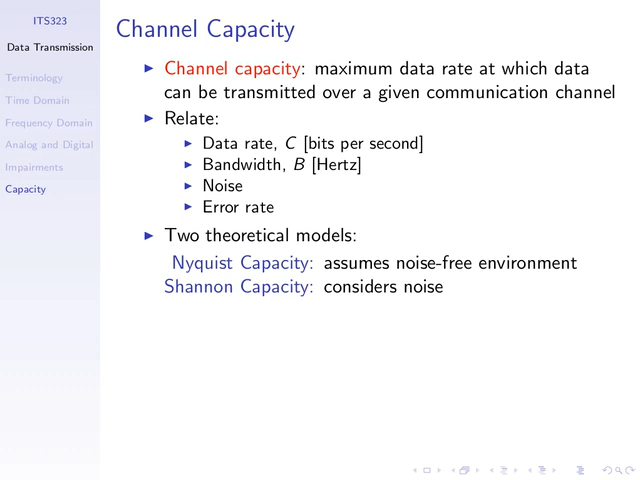 ITS323
Data Transmission
Terminology
Time Domain
Frequency Domain
Analog and Digital
Impairments
Capacity
Channel Capacity
Channel capacity: maximum data rate at which data
can be transmitted over a given communication channel
Relate:
Data rate, C [bits per second]
Bandwidth, B [Hertz]
Noise
Error rate
Two theoretical models:
Nyquist Capacity: assumes noise-free environment
Shannon Capacity: considers noise